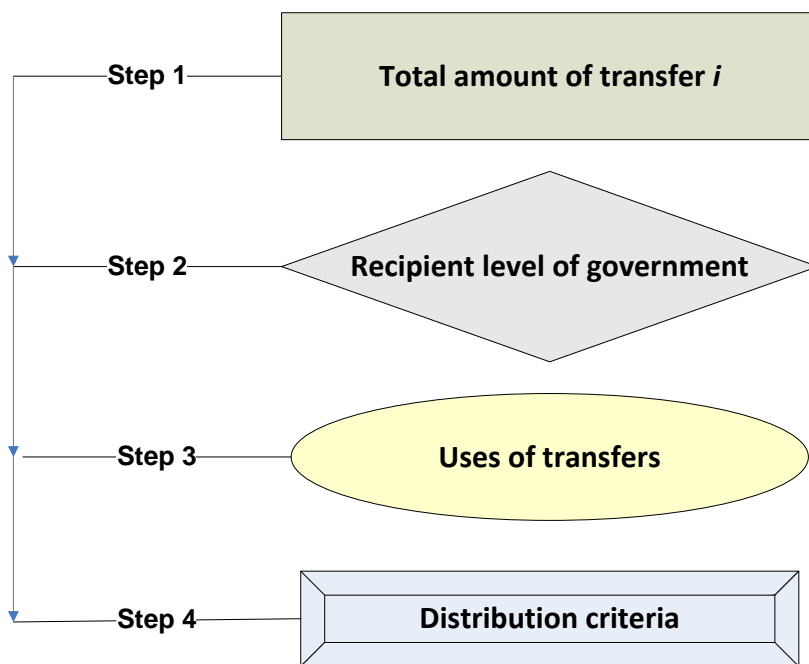 Step 1
Total amount of transfer i
Step 2
Recipient level of government
Step 3
Uses of transfers
Step 4
Distribution criteria